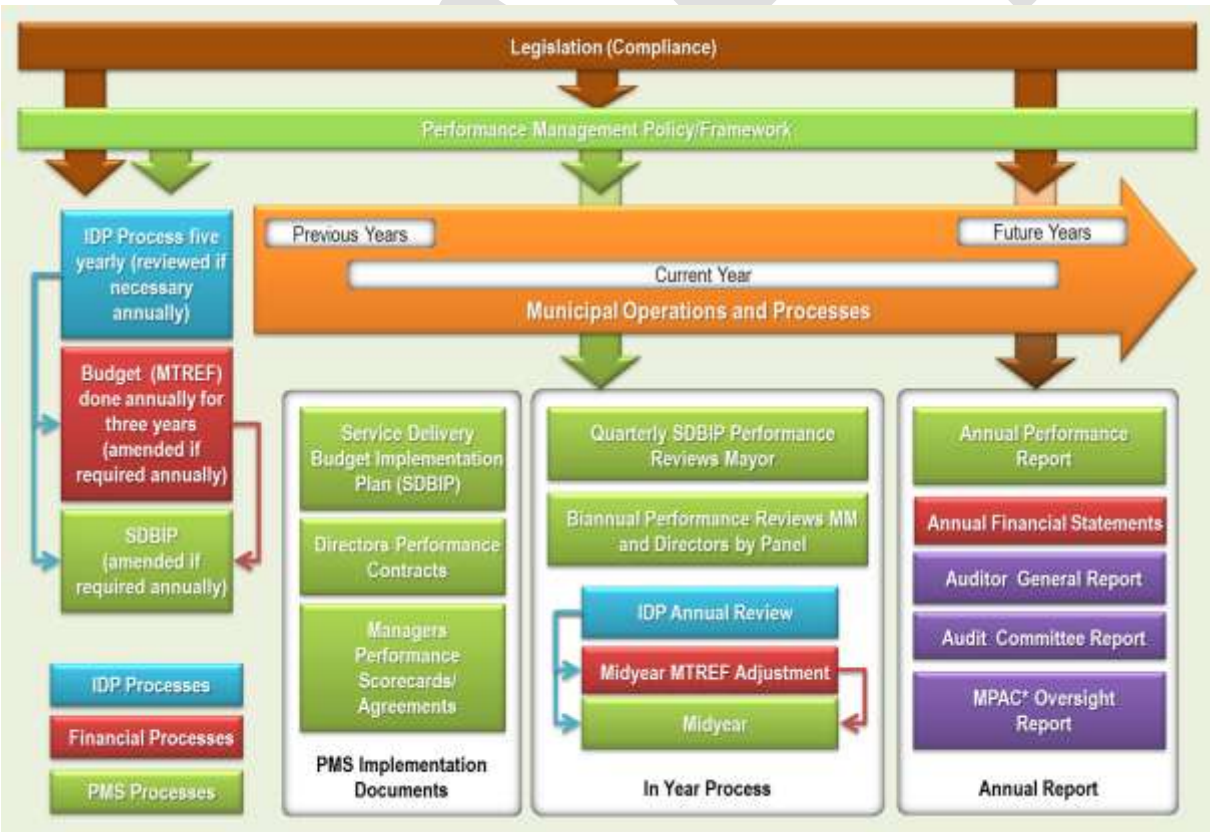 Legislation (Compliance)
Performance Management Policy/Framework
IDP Process five
yearly (reviewed if
necessary
annually)
Previous Years
Future Years
Current Year
Municipal Operations and Processes
Budget (MTREF)
done annually for
three years
(amended if
required annually)
SDBIP
(amended if
required annually)
IDP Processes
Financial Processes
PMS Processes
Service Delivery
Budget Implementation
Plan (SDBIP)
Directors Performance
Contracts
Managers
Performance
Scorecards/
Agreements
PMS Implementation
Documents
Quarterly SDBIP Performance
Reviews Mayor
Biannual Performance Reviews MM
and Directors by Panel
IDP Annual Review
Midyear MTREF Adjustment
Midyear
In Year Process
Annual Performance
Report
Annual Financial Statements
Auditor General Report
Audit Committee Report
MPAC* Oversight
Report
Annual Report